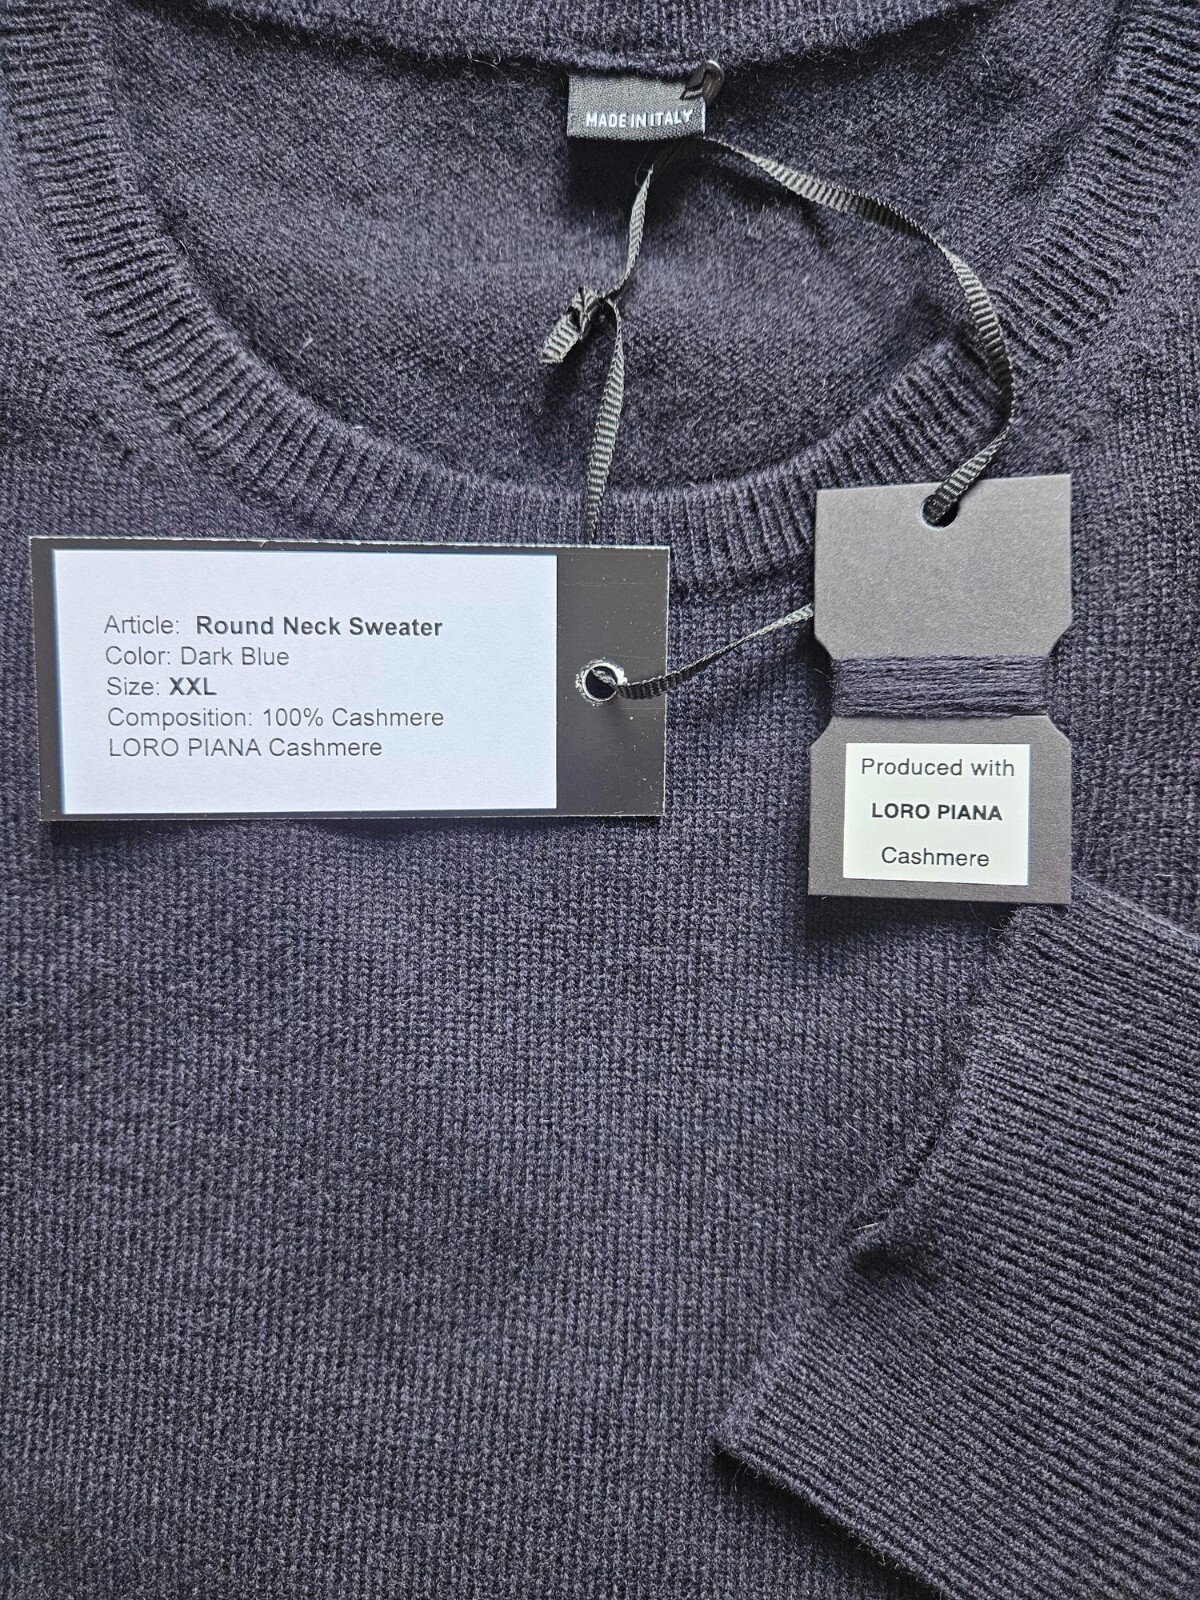 MADE IN ITALY
Article: Round Neck Sweater
Color: Dark Blue
Size: XXL
Composition: 100% Cashmere
LORO PIANA Cashmere
Produced with
LORO PIANA
Cashmere